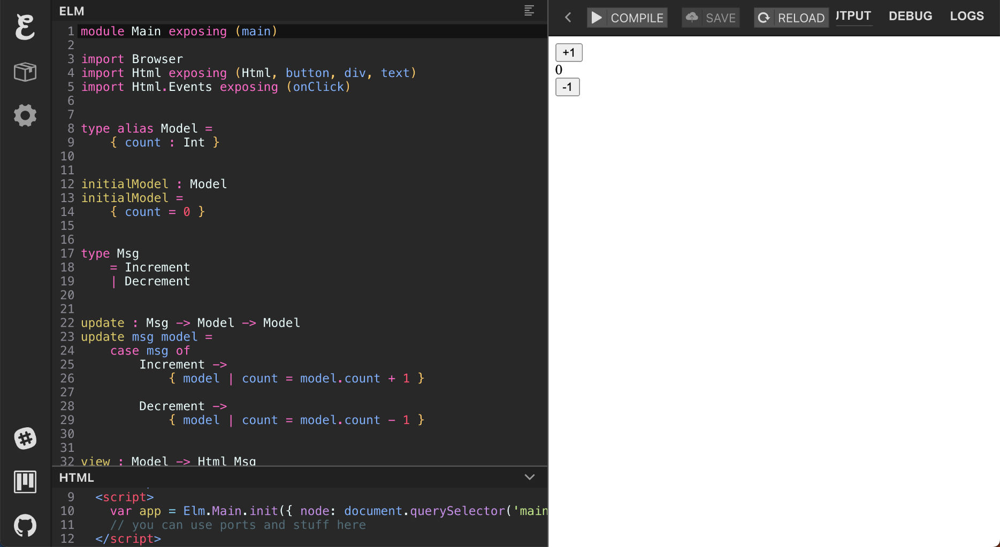 ELM
1 module Main exposing (main)
2
3 import Browser
4 import Html exposing (Html, button, div, text)
5 import Html.Events exposing (onClick)
6
7
8 type alias Model =
9     { count : Int }
10
11
12 initialModel : Model
13 initialModel =
14     { count = 0 }
15
16
17 type Msg
18     = Increment
19     | Decrement
20
21
22 update : Msg -> Model -> Model
23 update msg model =
24     case msg of
25         Increment ->
26             { model | count = model.count + 1 }
27
28         Decrement ->
29             { model | count = model.count - 1 }
30
31
32 view : Model -> Html Msg
HTML
9   <script>
10     var app = Elm.Main.init({ node: document.querySelector('main
11     // you can use ports and stuff here
12   </script>
COMPILE SAVE RELOAD UTPUT DEBUG LOGS
+1
0
-1